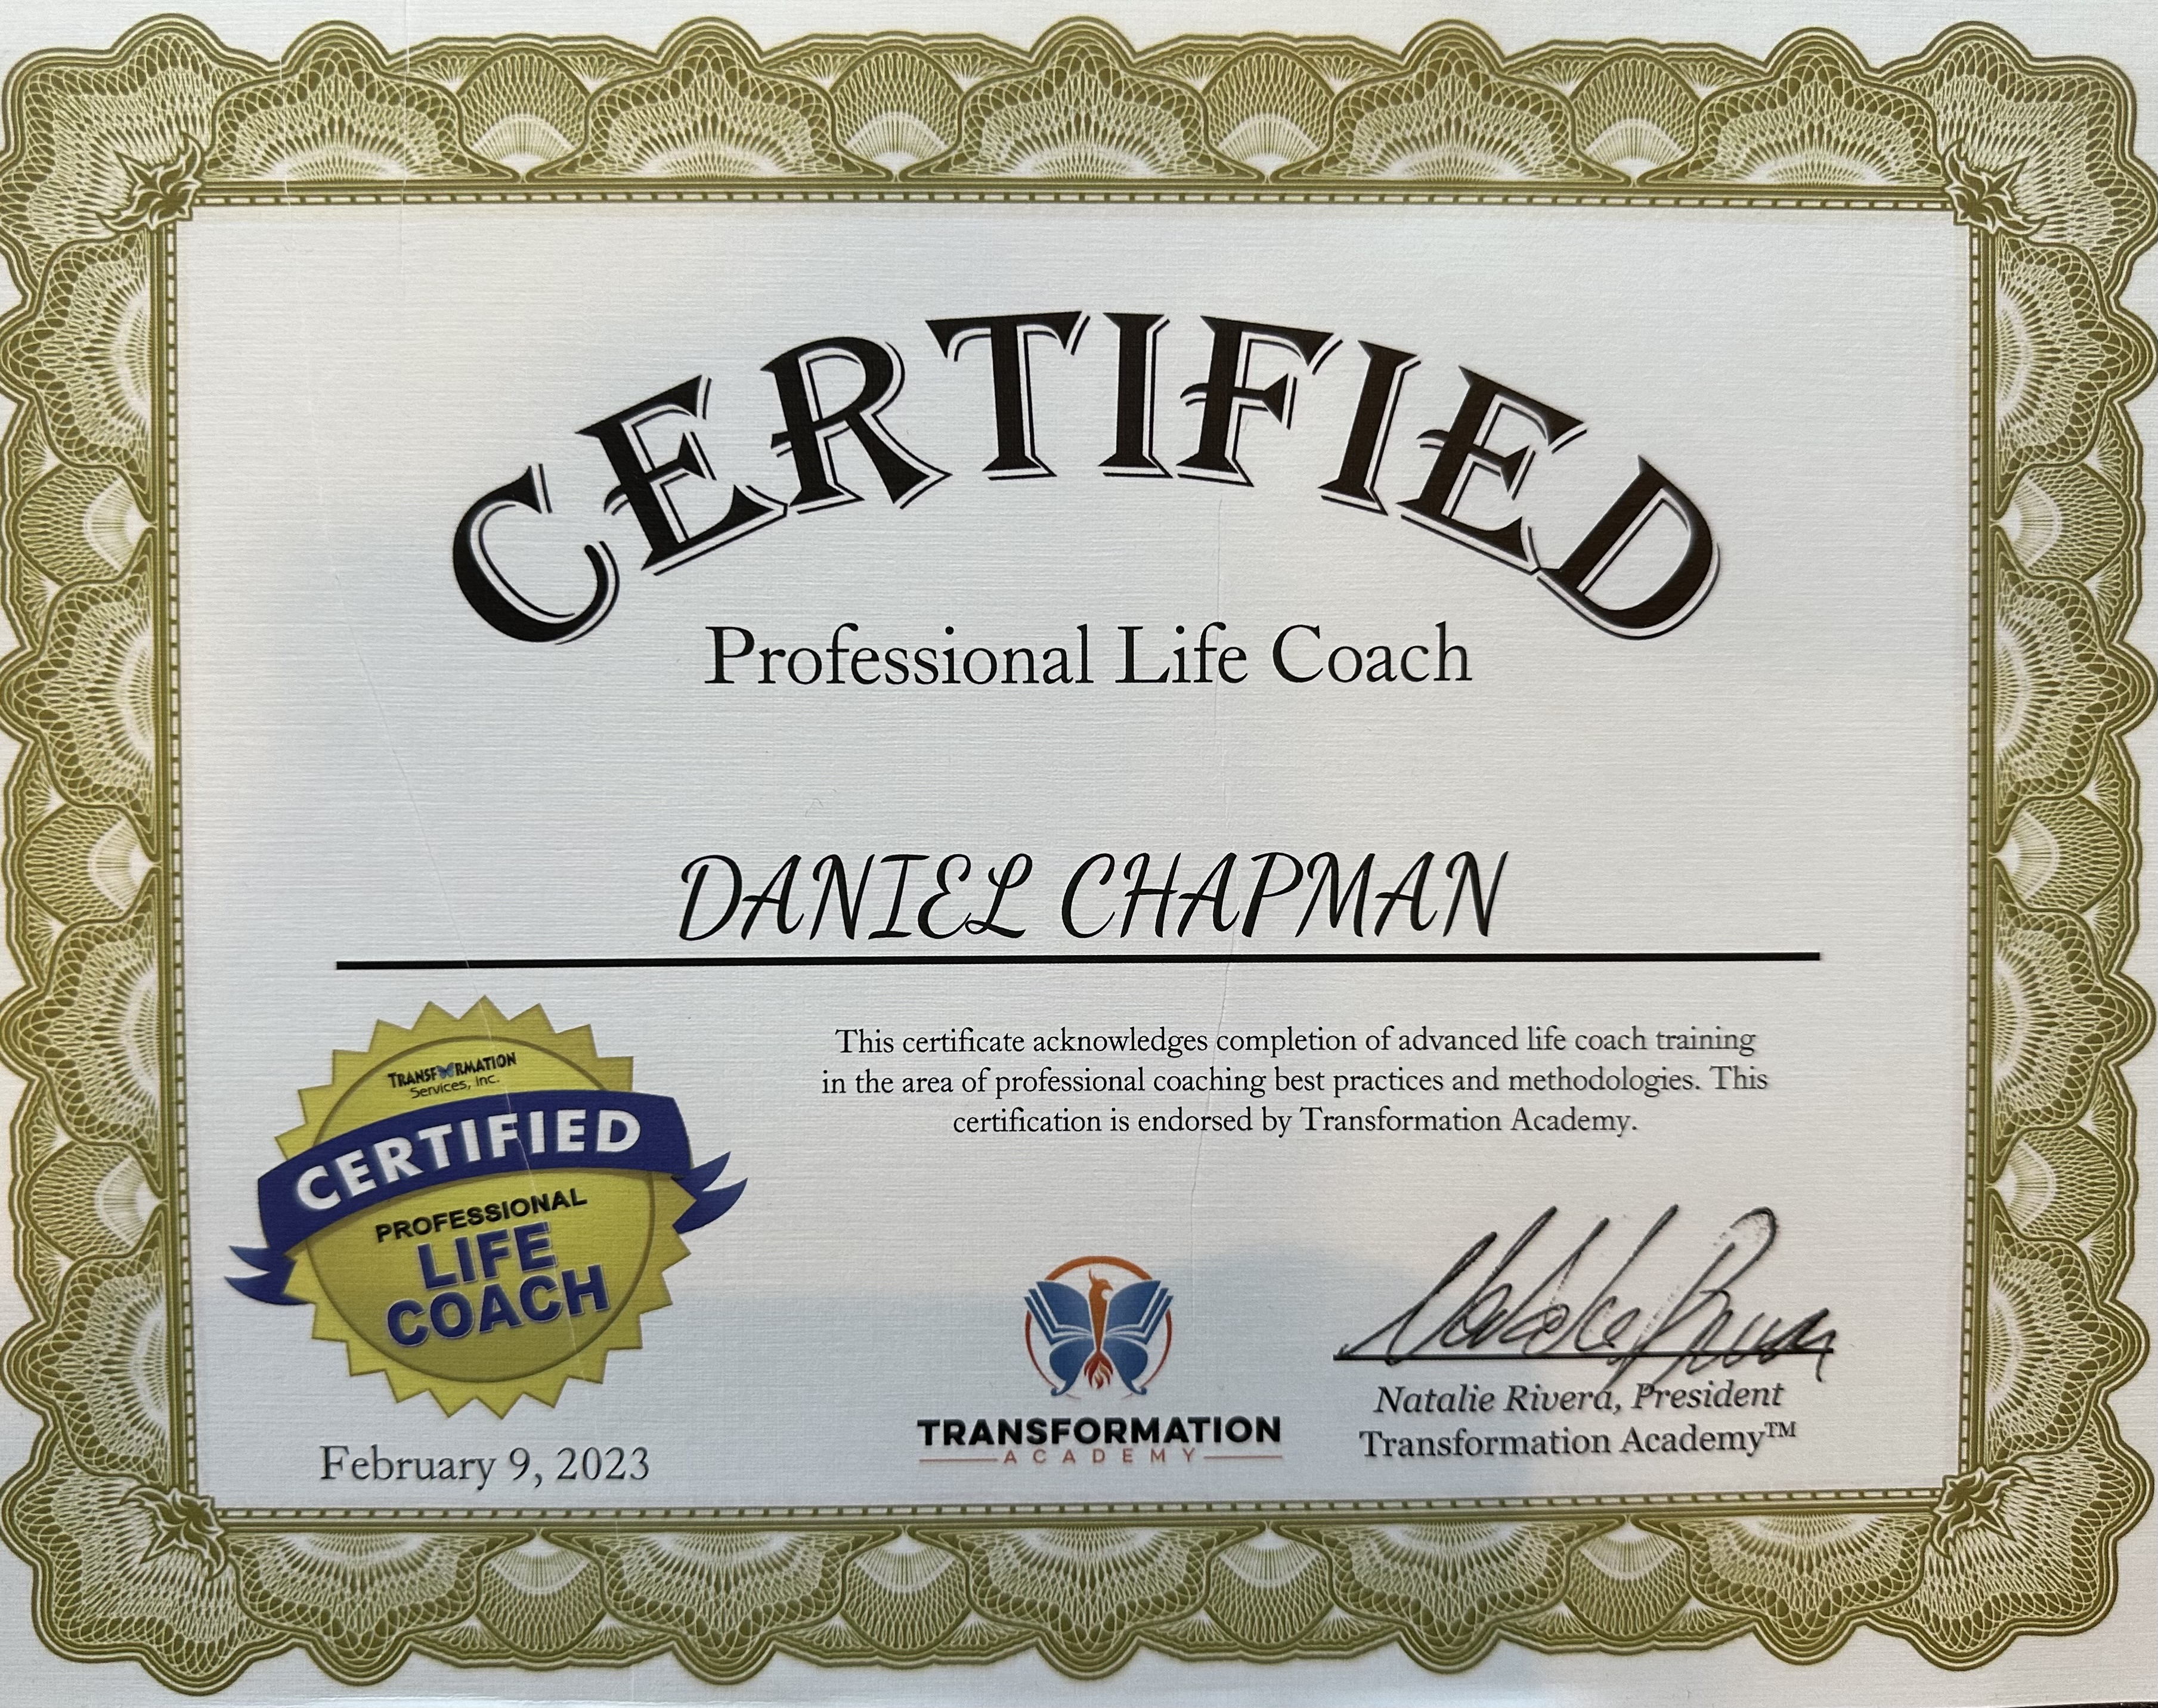 CERTIFIED
Professional Life Coach
DANIEL CHAPMAN
This certificate acknowledges completion of advanced life coach training
in the area of professional coaching best practices and methodologies. This
certification is endorsed by Transformation Academy.
TRANSFORMATION
Services, Inc.
CERTIFIED
PROFESSIONAL
LIFE
COACH
February 9, 2023
TRANSFORMATION
ACADEMY
Natalie Rivera
Natalie Rivera, President
Transformation Academy™